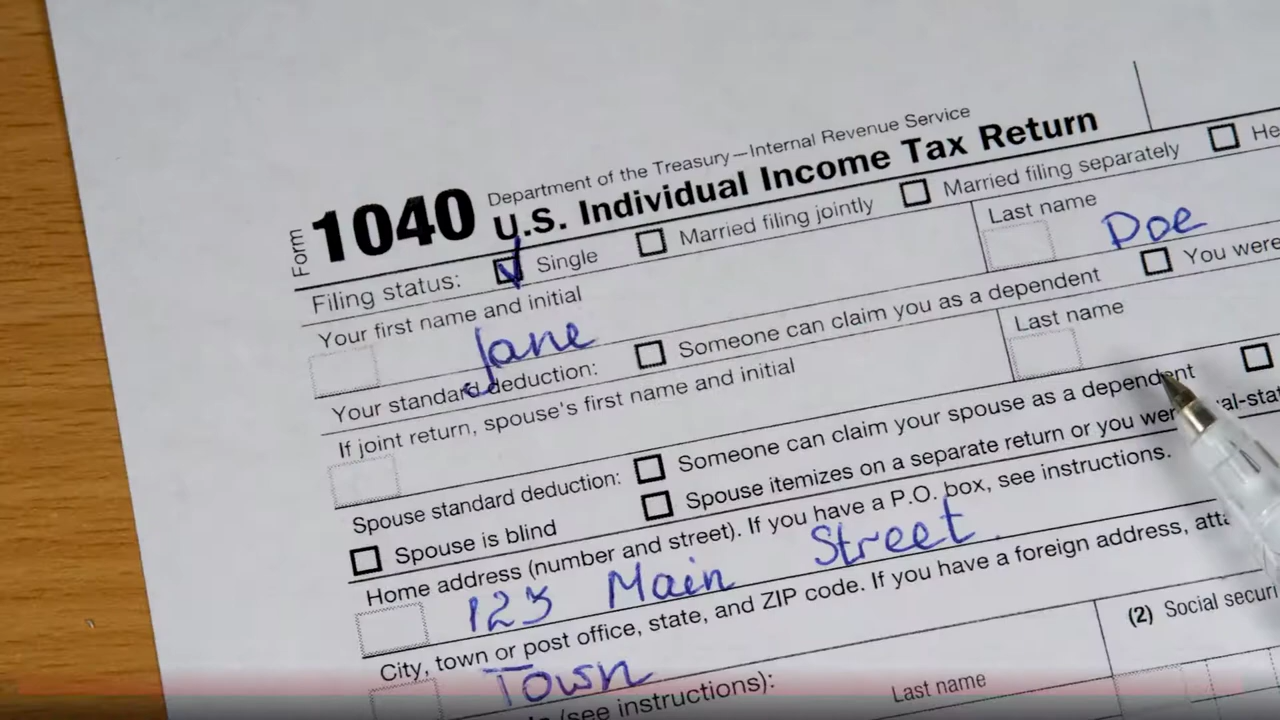 Department of the Treasury—Internal Revenue Service
Form 1040 U.S. Individual Income Tax Return
Filing status: Single Married filing jointly Married filing separately He
Your first name and initial Last name
Jane Doe
Your standard deduction: Someone can claim you as a dependent You were
If joint return, spouse's first name and initial Last name
Spouse standard deduction: Someone can claim your spouse as a dependent
Spouse is blind Spouse itemizes on a separate return or you wer al-stat
Home address (number and street). If you have a P.O. box, see instructions.
123 Main Street
City, town or post office, state, and ZIP code. If you have a foreign address, atta
Town
(see instructions): (2) Social securi
Last name